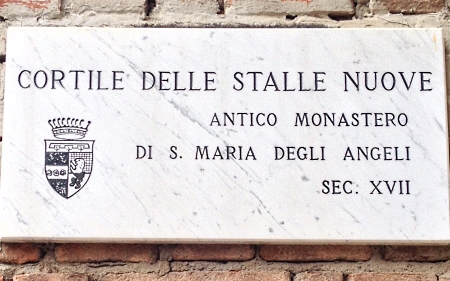 CORTILE DELLE STALLE NUOVE
ANTICO MONASTERO
DI S. MARIA DEGLI ANGELI
SEC. XVII